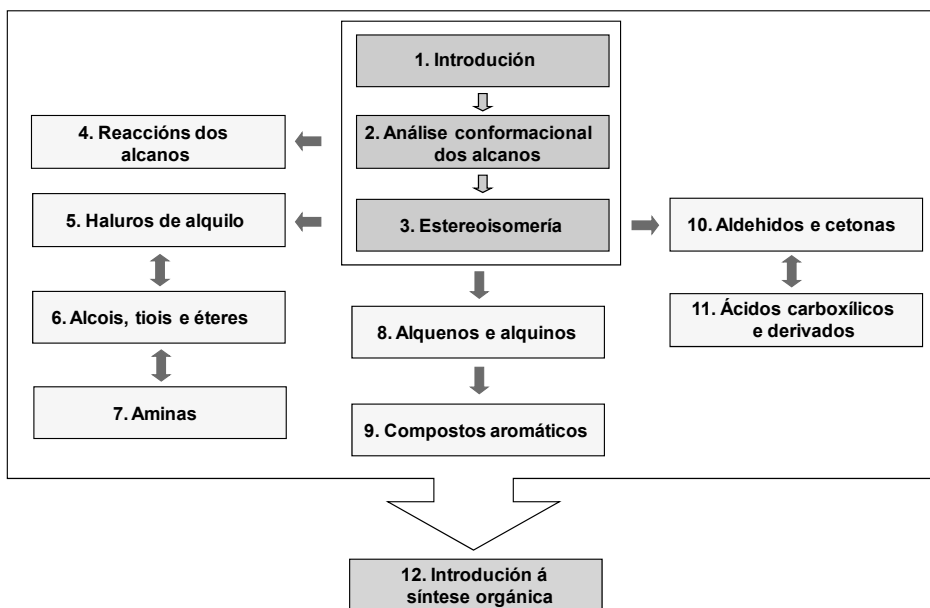 1. Introdución
2. Análise conformacional
dos alcanos
3. Estereoisomería
4. Reaccións dos
alcanos
5. Haluros de alquilo
6. Alcois, tiois e éteres
7. Aminas
8. Alquenos e alquinos
9. Compostos aromáticos
10. Aldehidos e cetonas
11. Ácidos carboxílicos
e derivados
12. Introdución á
síntese orgánica